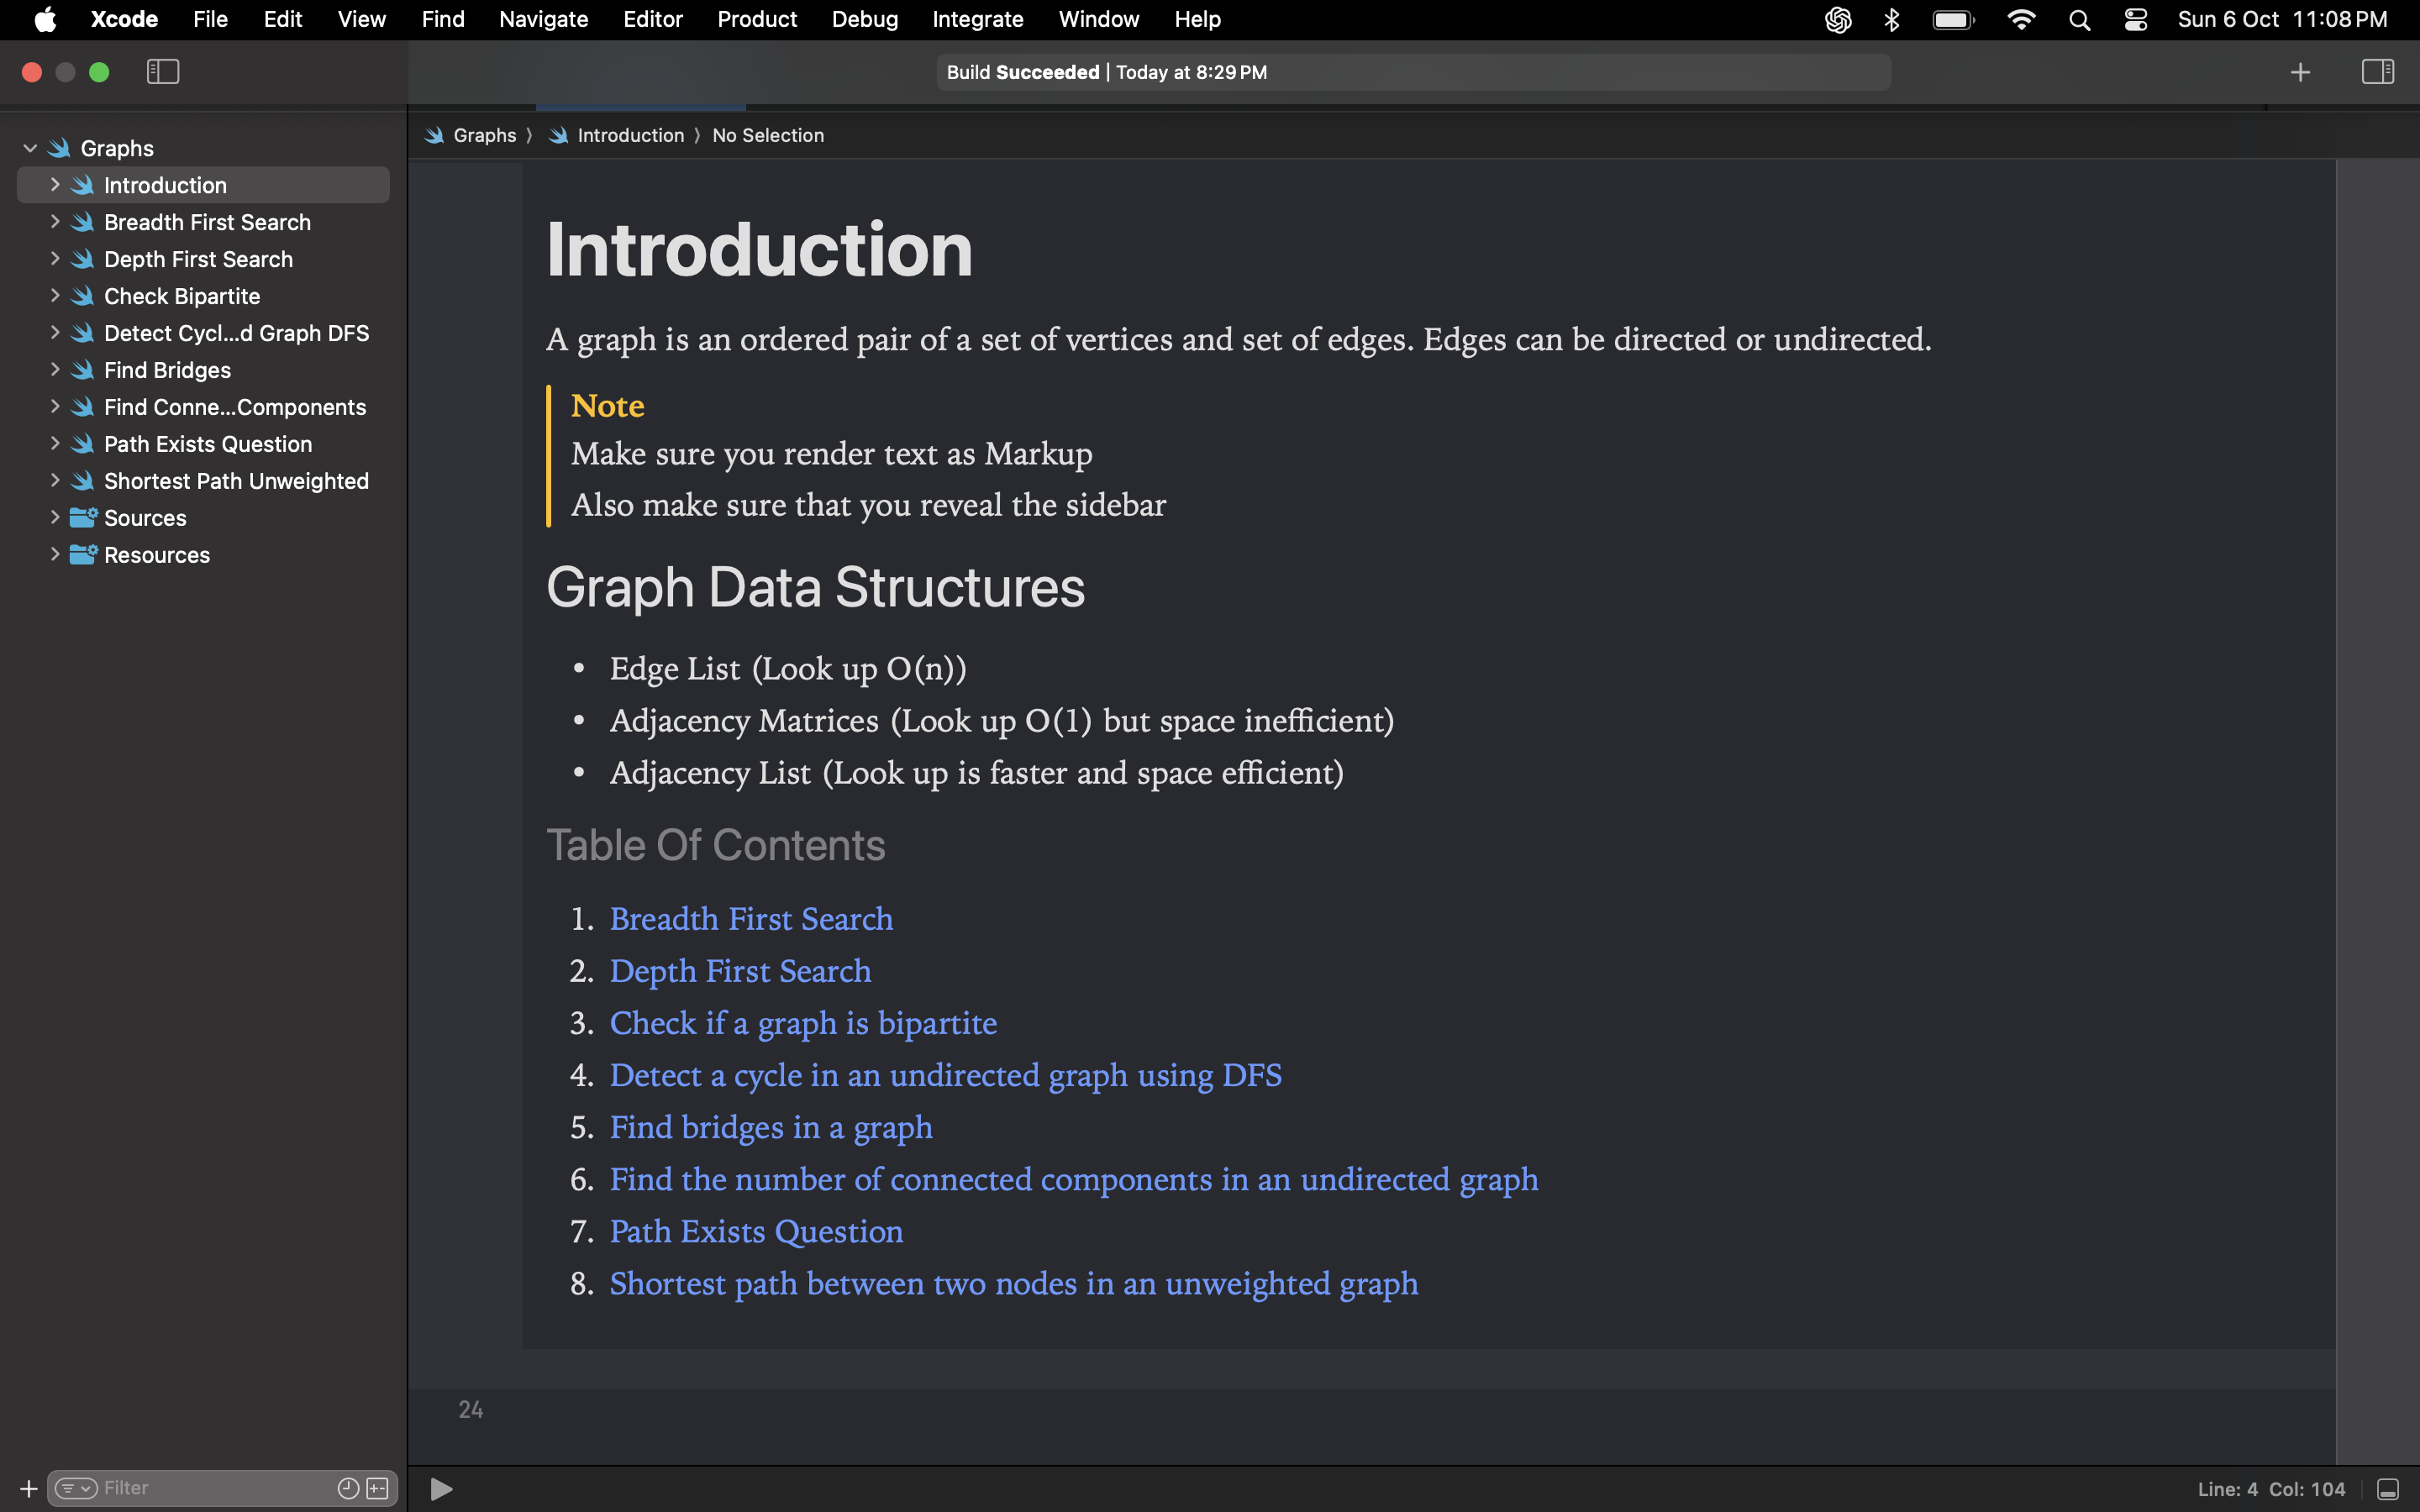 Xcode File Edit View Find Navigate Editor Product Debug Integrate Window Help Sun 6 Oct 11:08 PM
Build Succeeded | Today at 8:29 PM
Graphs
Introduction
Breadth First Search
Depth First Search
Check Bipartite
Detect Cycl...d Graph DFS
Find Bridges
Find Conne...Components
Path Exists Question
Shortest Path Unweighted
Sources
Resources
Filter
Graphs Introduction No Selection
Introduction
A graph is an ordered pair of a set of vertices and set of edges. Edges can be directed or undirected.
Note
Make sure you render text as Markup
Also make sure that you reveal the sidebar
Graph Data Structures
• Edge List (Look up O(n))
• Adjacency Matrices (Look up O(1) but space inefficient)
• Adjacency List (Look up is faster and space efficient)
Table Of Contents
1. Breadth First Search
2. Depth First Search
3. Check if a graph is bipartite
4. Detect a cycle in an undirected graph using DFS
5. Find bridges in a graph
6. Find the number of connected components in an undirected graph
7. Path Exists Question
8. Shortest path between two nodes in an unweighted graph
24
Line: 4 Col: 104